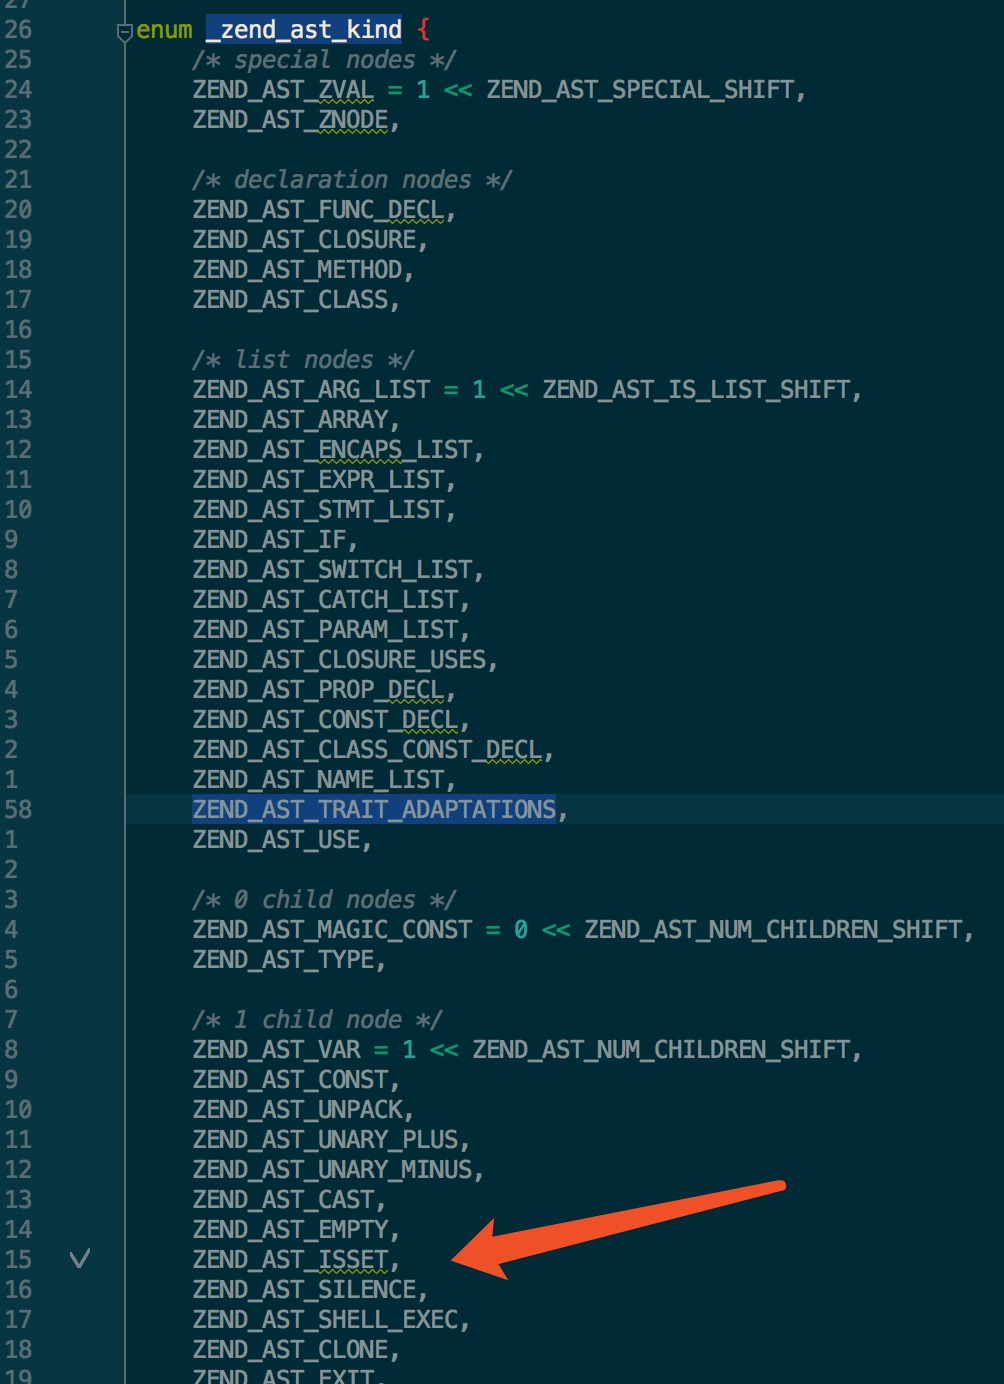 27
26 enum _zend_ast_kind {
25 /* special nodes */
24 ZEND_AST_ZVAL = 1 << ZEND_AST_SPECIAL_SHIFT,
23 ZEND_AST_ZNODE,
22
21 /* declaration nodes */
20 ZEND_AST_FUNC_DECL,
19 ZEND_AST_CLOSURE,
18 ZEND_AST_METHOD,
17 ZEND_AST_CLASS,
16
15 /* list nodes */
14 ZEND_AST_ARG_LIST = 1 << ZEND_AST_IS_LIST_SHIFT,
13 ZEND_AST_ARRAY,
12 ZEND_AST_ENCAPS_LIST,
11 ZEND_AST_EXPR_LIST,
10 ZEND_AST_STMT_LIST,
9 ZEND_AST_IF,
8 ZEND_AST_SWITCH_LIST,
7 ZEND_AST_CATCH_LIST,
6 ZEND_AST_PARAM_LIST,
5 ZEND_AST_CLOSURE_USES,
4 ZEND_AST_PROP_DECL,
3 ZEND_AST_CONST_DECL,
2 ZEND_AST_CLASS_CONST_DECL,
1 ZEND_AST_NAME_LIST,
58 ZEND_AST_TRAIT_ADAPTATIONS,
1 ZEND_AST_USE,
2
3 /* 0 child nodes */
4 ZEND_AST_MAGIC_CONST = 0 << ZEND_AST_NUM_CHILDREN_SHIFT,
5 ZEND_AST_TYPE,
6
7 /* 1 child node */
8 ZEND_AST_VAR = 1 << ZEND_AST_NUM_CHILDREN_SHIFT,
9 ZEND_AST_CONST,
10 ZEND_AST_UNPACK,
11 ZEND_AST_UNARY_PLUS,
12 ZEND_AST_UNARY_MINUS,
13 ZEND_AST_CAST,
14 ZEND_AST_EMPTY,
15 ZEND_AST_ISSET,
16 ZEND_AST_SILENCE,
17 ZEND_AST_SHELL_EXEC,
18 ZEND_AST_CLONE,
19 ZEND_AST_EXIT,